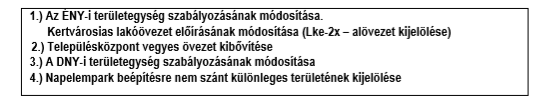 1.) Az ÉNY-i területegység szabályozásának módosítása.
Kertvárosias lakóövezet előírásának módosítása (Lke-2x – alövezet kijelölése)
2.) Településközpont vegyes övezet kibővítése
3.) A DNY-i területegység szabályozásának módosítása
4.) Napelempark beépítésre nem szánt különleges területének kijelölése